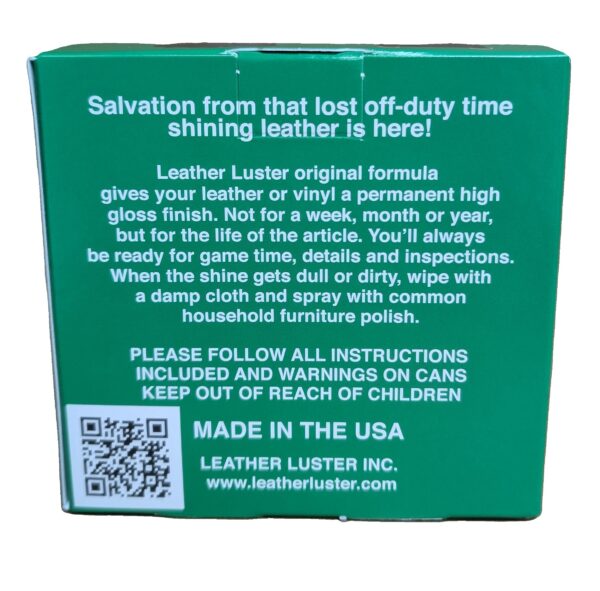 Salvation from that lost off-duty time
shining leather is here!
Leather Luster original formula
gives your leather or vinyl a permanent high
gloss finish. Not for a week, month or year,
but for the life of the article. You'll always
be ready for game time, details and inspections.
When the shine gets dull or dirty, wipe with
a damp cloth and spray with common
household furniture polish.
PLEASE FOLLOW ALL INSTRUCTIONS
INCLUDED AND WARNINGS ON CANS
KEEP OUT OF REACH OF CHILDREN
MADE IN THE USA
LEATHER LUSTER INC.
www.leatherluster.com